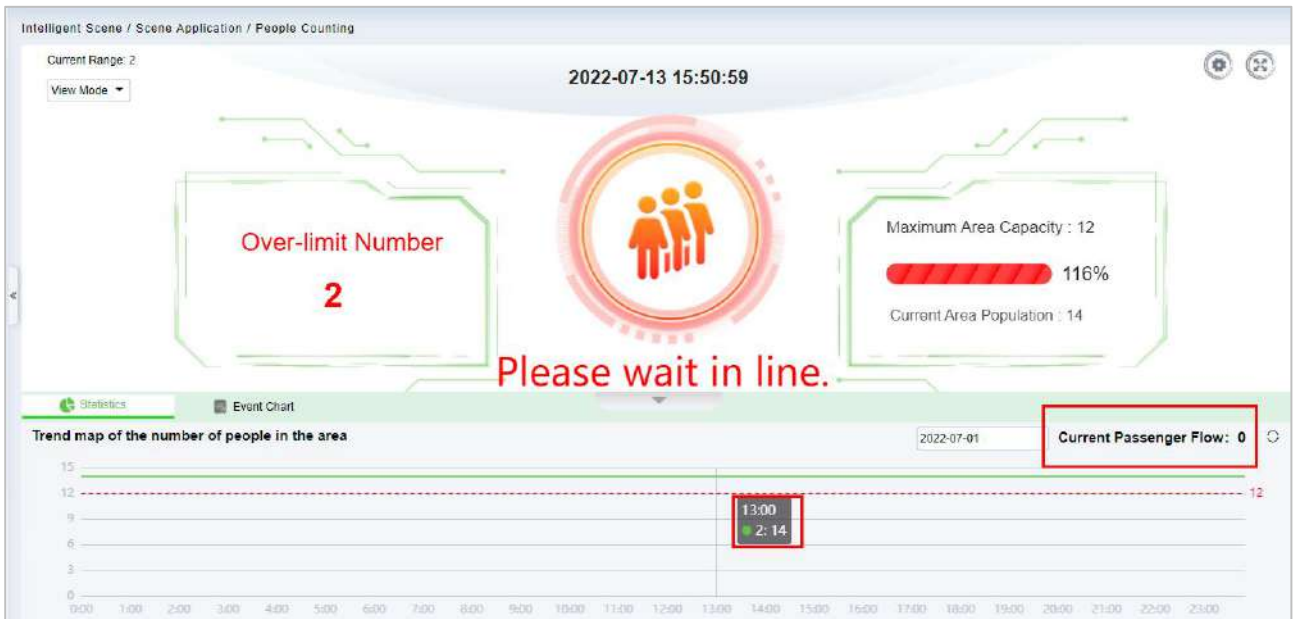 Intelligent Scene / Scene Application / People Counting
Current Range: 2
2022-07-13 15:50:59
View Mode
Over-limit Number
2
Maximum Area Capacity : 12
116%
Current Area Population : 14
Please wait in line.
Statistics
Event Chart
Trend map of the number of people in the area
2022-07-01
Current Passenger Flow: 0
15
12
12
9
13:00
2: 14
6
3
0
0:00 1:00 2:00 3:00 4:00 5:00 6:00 7:00 8:00 9:00 10:00 11:00 12:00 13:00 14:00 15:00 16:00 17:00 18:00 19:00 20:00 21:00 22:00 23:00